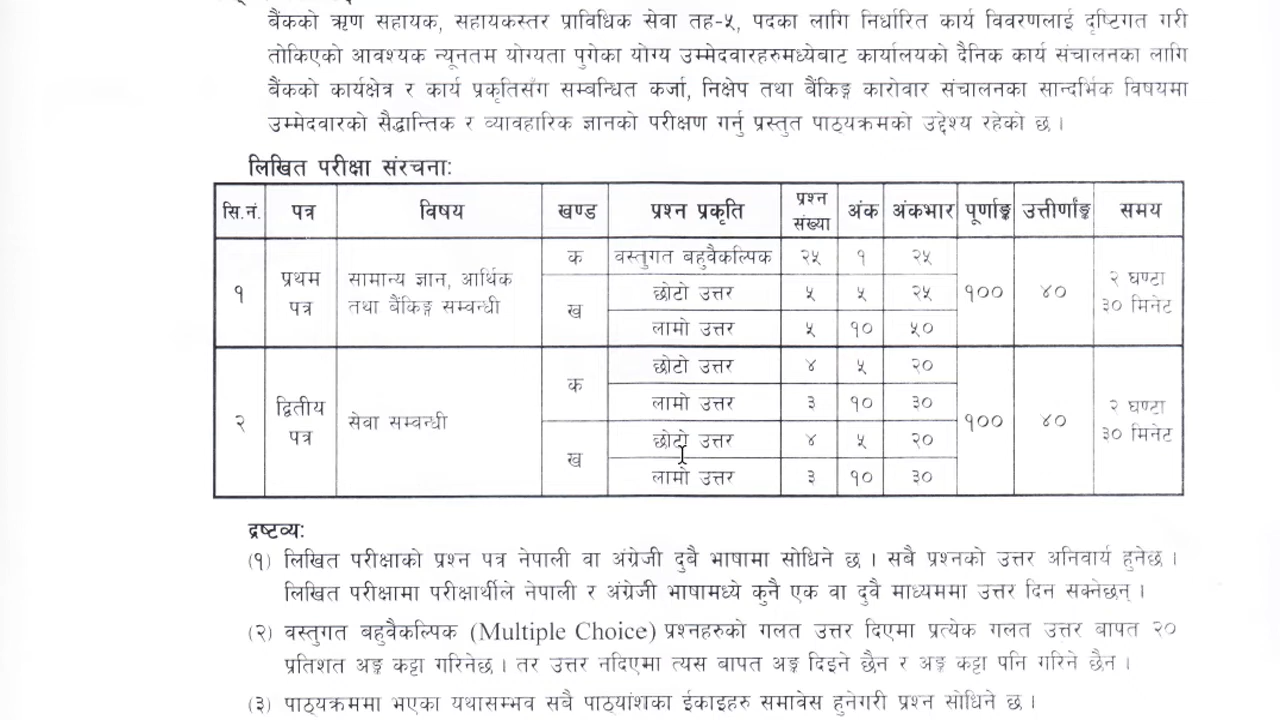 बैंकको ऋण सहायक, सहायकस्तर प्राविधिक सेवा तह-५, पदका लागि निर्धारित कार्य विवरणलाई दृष्टिगत गरी
तोकिएको आवश्यक न्यूनतम योग्यता पुगेका योग्य उम्मेदवारहरुमध्येबाट कार्यालयको दैनिक कार्य संचालनका लागि
बैंकको कार्यक्षेत्र र कार्य प्रकृतिसँग सम्बन्धित कर्जा, निक्षेप तथा बैंकिङ्ग कारोवार संचालनका सान्दर्भिक विषयमा
उम्मेदवारको सैद्धान्तिक र व्यावहारिक ज्ञानको परीक्षण गर्नु प्रस्तुत पाठ्यक्रमको उद्देश्य रहेको छ ।
लिखित परीक्षा संरचना:
सि.नं. पत्र विषय खण्ड प्रश्न प्रकृति प्रश्न संख्या अंक अंकभार पूर्णाङ्क उत्तीर्णाङ्क समय
१ प्रथम पत्र सामान्य ज्ञान, आर्थिक तथा बैंकिङ्ग सम्वन्धी क वस्तुगत बहुवैकल्पिक २५ १ २५ १०० ४० २ घण्टा ३० मिनेट
ख छोटो उत्तर ५ ५ २५
लामो उत्तर ५ १० ५०
२ द्वितीय पत्र सेवा सम्वन्धी क छोटो उत्तर ४ ५ २० १०० ४० २ घण्टा ३० मिनेट
लामो उत्तर ३ १० ३०
ख छोटो उत्तर ४ ५ २०
लामो उत्तर ३ १० ३०
द्रष्टव्य:
(१) लिखित परीक्षाको प्रश्न पत्र नेपाली वा अंग्रेजी दुबै भाषामा सोधिने छ । सबै प्रश्नको उत्तर अनिवार्य हुनेछ ।
लिखित परीक्षामा परीक्षार्थीले नेपाली र अंग्रेजी भाषामध्ये कुनै एक वा दुवै माध्यममा उत्तर दिन सक्नेछन् ।
(२) वस्तुगत बहुवैकल्पिक (Multiple Choice) प्रश्नहरुको गलत उत्तर दिएमा प्रत्येक गलत उत्तर बापत २०
प्रतिशत अङ्क कट्टा गरिनेछ । तर उत्तर नदिएमा त्यस बापत अङ्क दिइने छैन र अङ्क कट्टा पनि गरिने छैन ।
(३) पाठ्यक्रममा भएका यथासम्भव सबै पाठ्यांशका ईकाइहरु समावेस हुनेगरी प्रश्न सोधिने छ ।